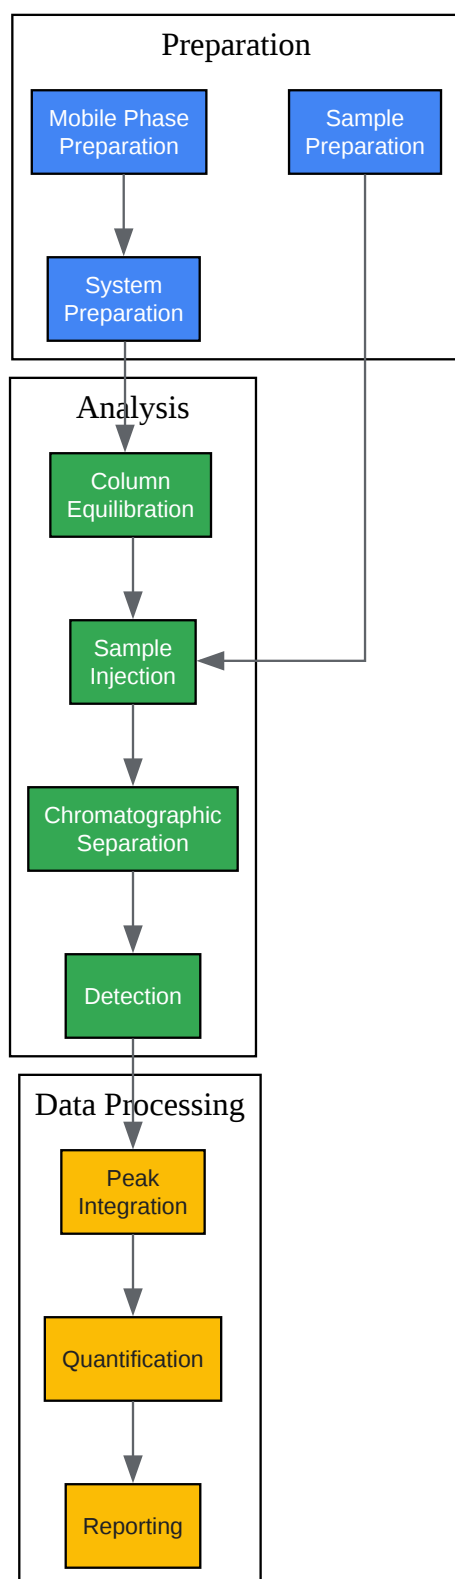 Preparation
Mobile Phase
Preparation
Sample
Preparation
System
Preparation
Analysis
Column
Equilibration
Sample
Injection
Chromatographic
Separation
Detection
Data Processing
Peak
Integration
Quantification
Reporting